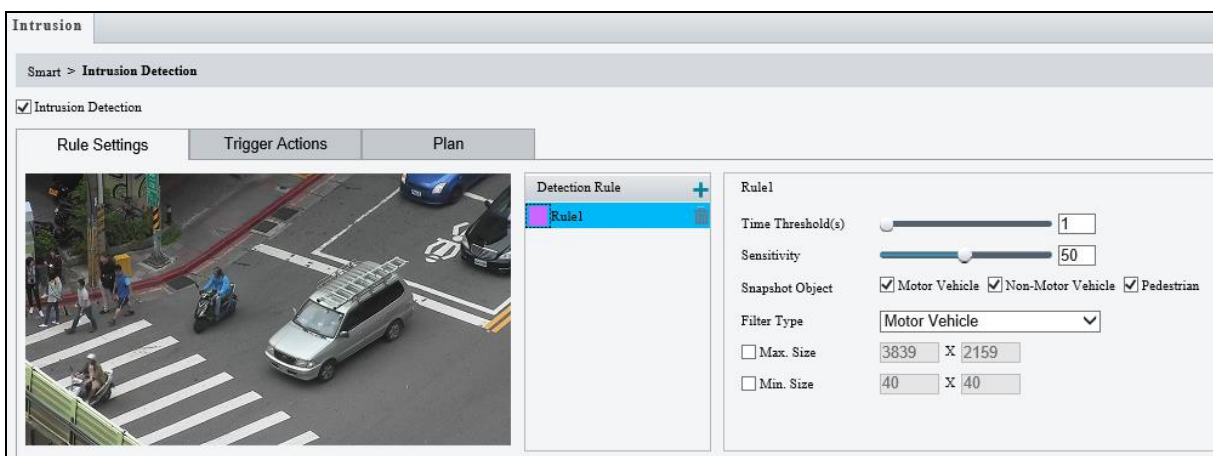 Intrusion
Smart > Intrusion Detection
Intrusion Detection
Rule Settings Trigger Actions Plan
Detection Rule
Rule1
Rule1
Time Threshold(s) 1
Sensitivity 50
Snapshot Object Motor Vehicle Non-Motor Vehicle Pedestrian
Filter Type Motor Vehicle
Max. Size 3839 X 2159
Min. Size 40 X 40